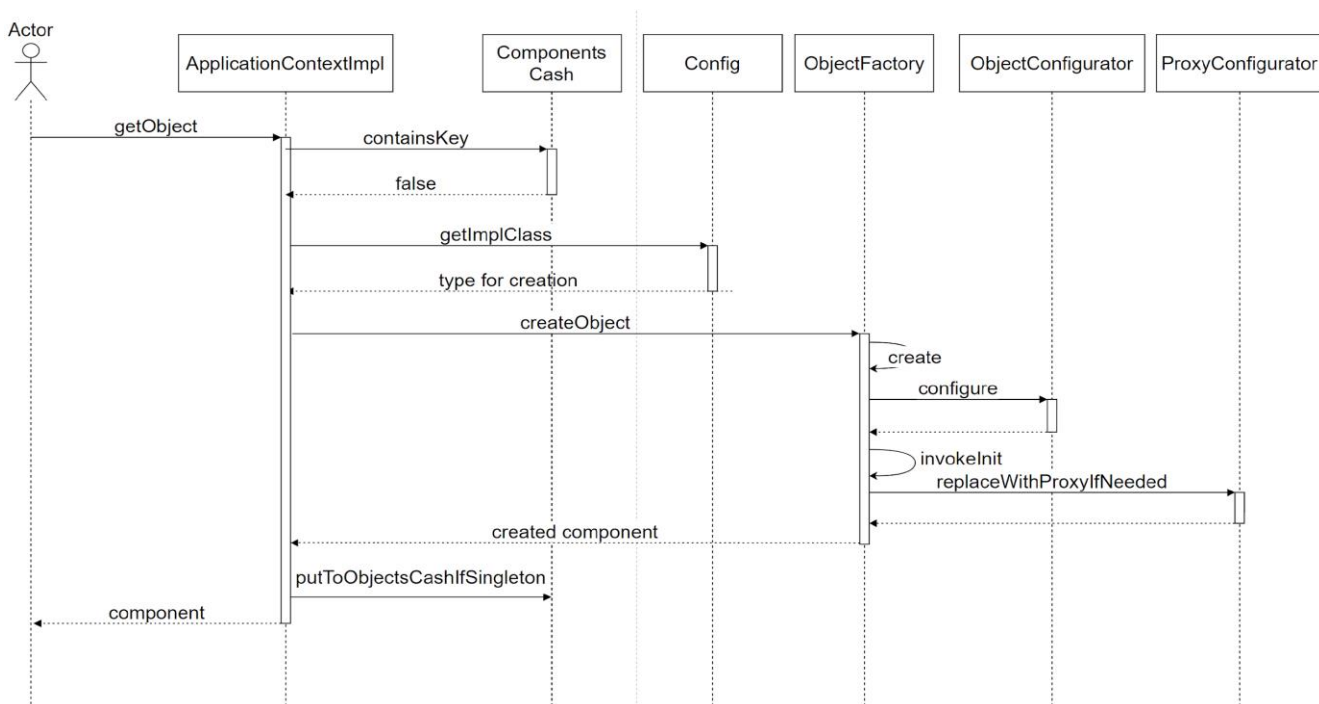 Actor
ApplicationContextImpl
Components
Cash
Config
ObjectFactory
ObjectConfigurator
ProxyConfigurator
getObject
containsKey
false
getImplClass
type for creation
createObject
create
configure
invokeInit
replaceWithProxyIfNeeded
created component
putToObjectsCashIfSingleton
component